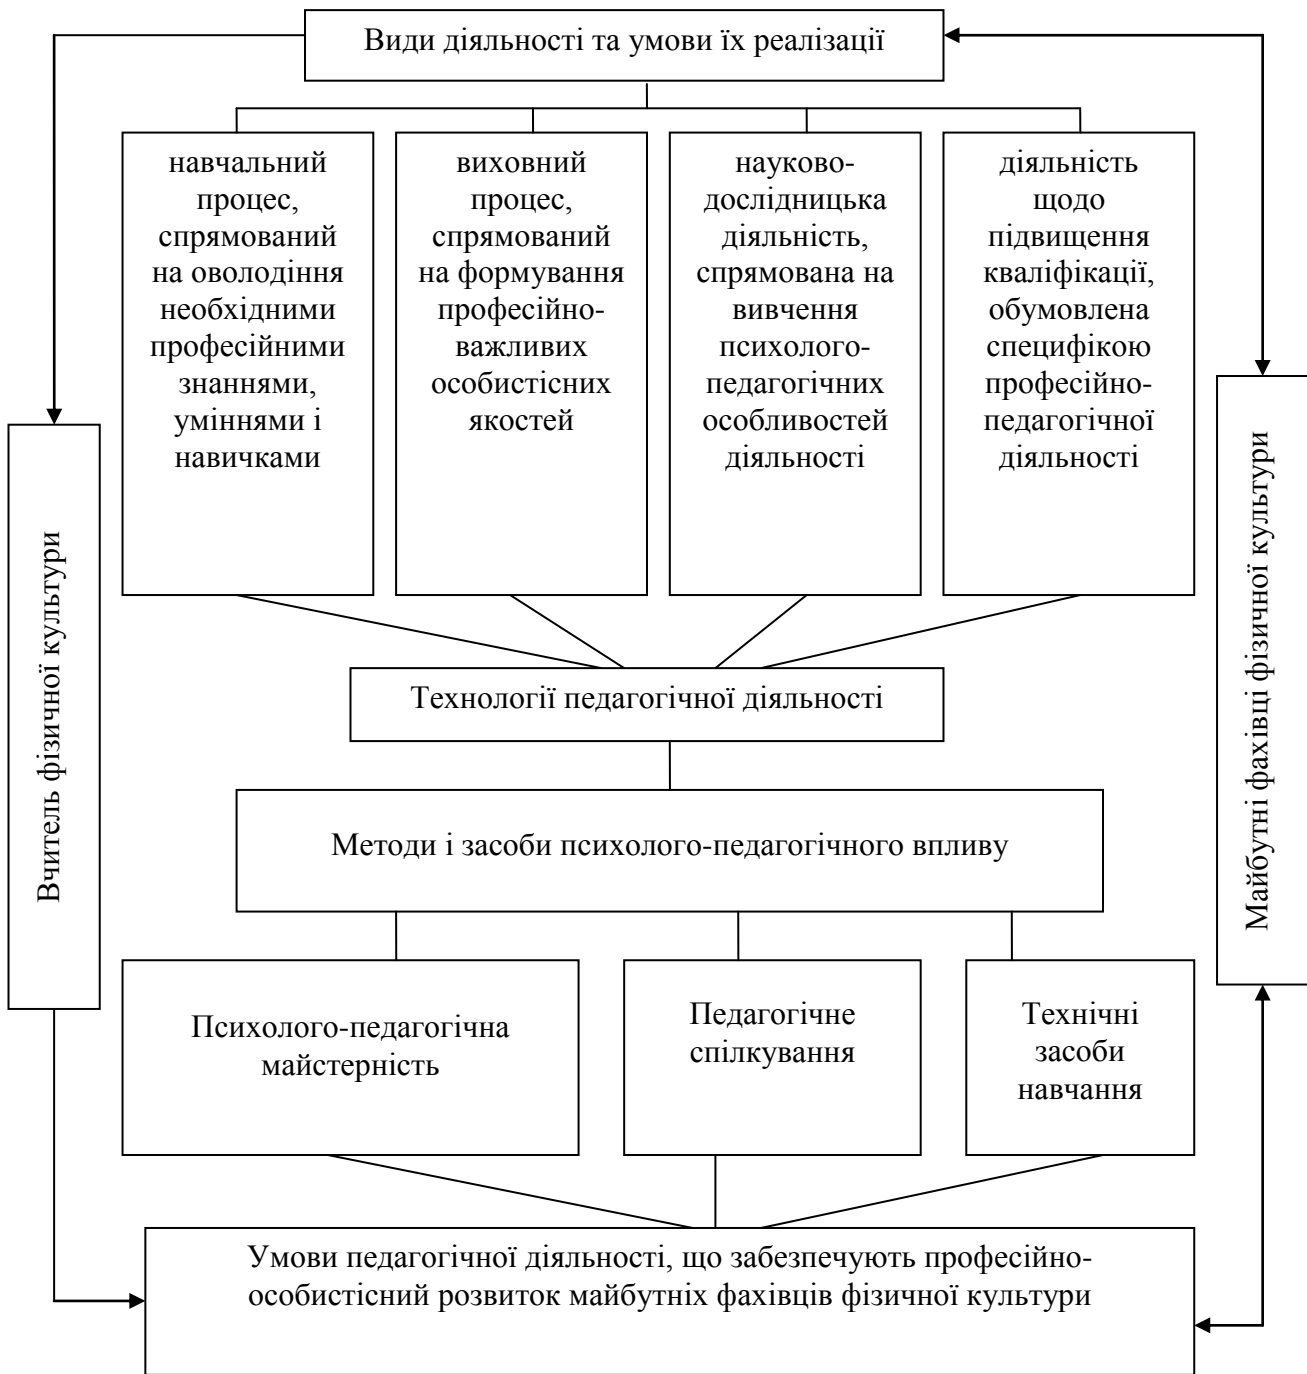 Види діяльності та умови їх реалізації
навчальний
процес,
спрямований
на оволодіння
необхідними
професійними
знаннями,
уміннями і
навичками
виховний
процес,
спрямований
на формування
професійно-
важливих
особистісних
якостей
науково-
дослідницька
діяльність,
спрямована на
вивчення
психолого-
педагогічних
особливостей
діяльності
діяльність
щодо
підвищення
кваліфікації,
обумовлена
специфікою
професійно-
педагогічної
діяльності
Вчитель фізичної культури
Майбутні фахівці фізичної культури
Технології педагогічної діяльності
Методи і засоби психолого-педагогічного впливу
Психолого-педагогічна
майстерність
Педагогічне
спілкування
Технічні
засоби
навчання
Умови педагогічної діяльності, що забезпечують професійно-
особистісний розвиток майбутніх фахівців фізичної культури